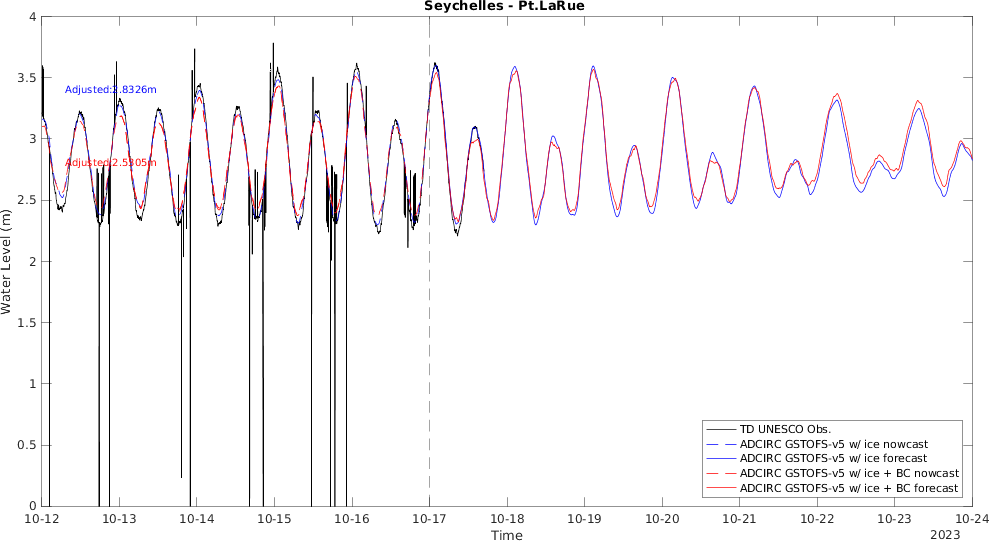 Seychelles - Pt.LaRue
Water Level (m)
4
3.5
3
2.5
2
1.5
1
0.5
0
Adjusted:2.8326m
Adjusted:2.5305m
TD UNESCO Obs.
ADCIRC GSTOFS-v5 w/ ice nowcast
ADCIRC GSTOFS-v5 w/ ice forecast
ADCIRC GSTOFS-v5 w/ ice + BC nowcast
ADCIRC GSTOFS-v5 w/ ice + BC forecast
10-12 10-13 10-14 10-15 10-16 10-17 10-18 10-19 10-20 10-21 10-22 10-23 10-24
Time
2023